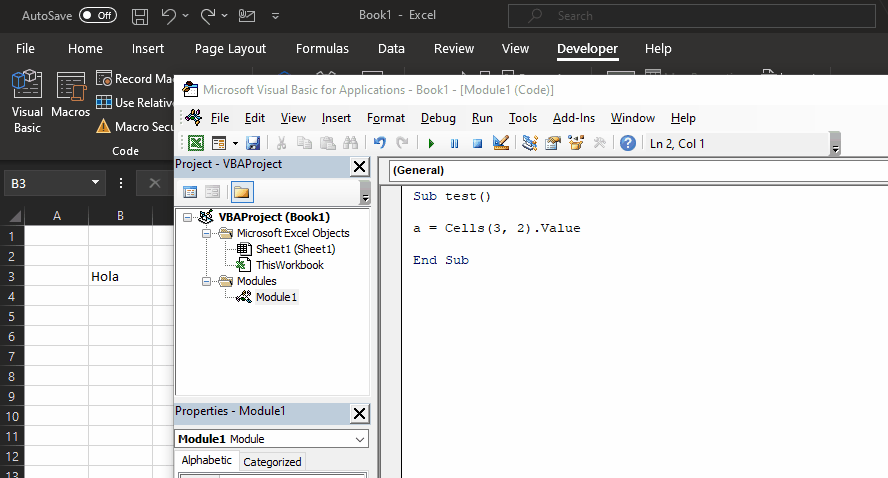 AutoSave Off Book1 - Excel Search
File Home Insert Page Layout Formulas Data Review View Developer Help
Visual Basic
Macros
Record Ma
Use Relativ
Macro Secu
Code
Microsoft Visual Basic for Applications - Book1 - [Module1 (Code)]
File Edit View Insert Format Debug Run Tools Add-Ins Window Help
Ln 2, Col 1
Project - VBAProject
(General)
B3
VBAProject (Book1)
Microsoft Excel Objects
Sheet1 (Sheet1)
ThisWorkbook
Modules
Module1
Sub test()
a = Cells(3, 2).Value
End Sub
A B
1
2
3 Hola
4
5
6
7
8
9
10
11
12
13
Properties - Module1
Module1 Module
Alphabetic Categorized